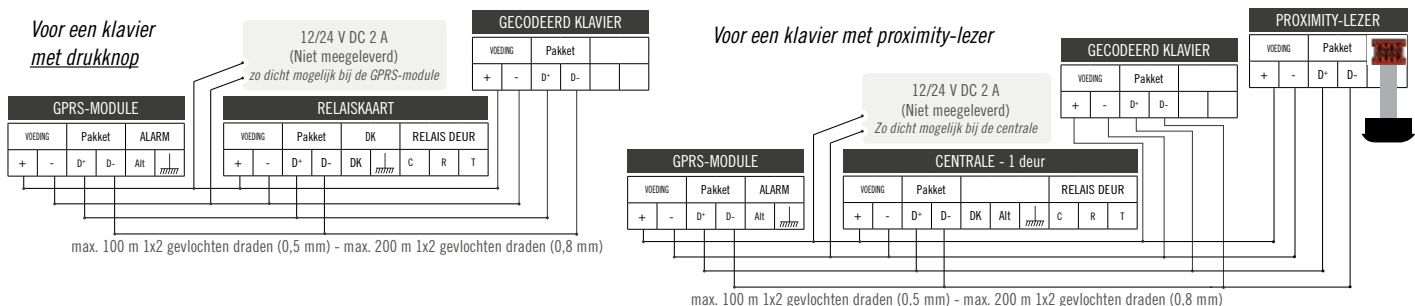 Voor een klavier
met drukknop
12/24 V DC 2 A
(Niet meegeleverd)
zo dicht mogelijk bij de GPRS-module
GECODEERD KLAVIER
VOEDING Pakket
+ - D+ D-
GPRS-MODULE
VOEDING Pakket ALARM
+ - D+ D- Alt
RELAISKAART
VOEDING Pakket DK RELAIS DEUR
+ - D+ D- DK C R T
max. 100 m 1x2 gevlochten draden (0,5 mm) - max. 200 m 1x2 gevlochten draden (0,8 mm)
Voor een klavier met proximity-lezer
12/24 V DC 2 A
(Niet meegeleverd)
Zo dicht mogelijk bij de centrale
GECODEERD KLAVIER
VOEDING Pakket
+ - D+ D-
PROXIMITY-LEZER
VOEDING Pakket
+ - D+ D-
GPRS-MODULE
VOEDING Pakket ALARM
+ - D+ D- Alt
CENTRALE - 1 deur
VOEDING Pakket RELAIS DEUR
+ - D+ D- DK Alt C R T
max. 100 m 1x2 gevlochten draden (0,5 mm) - max. 200 m 1x2 gevlochten draden (0,8 mm)